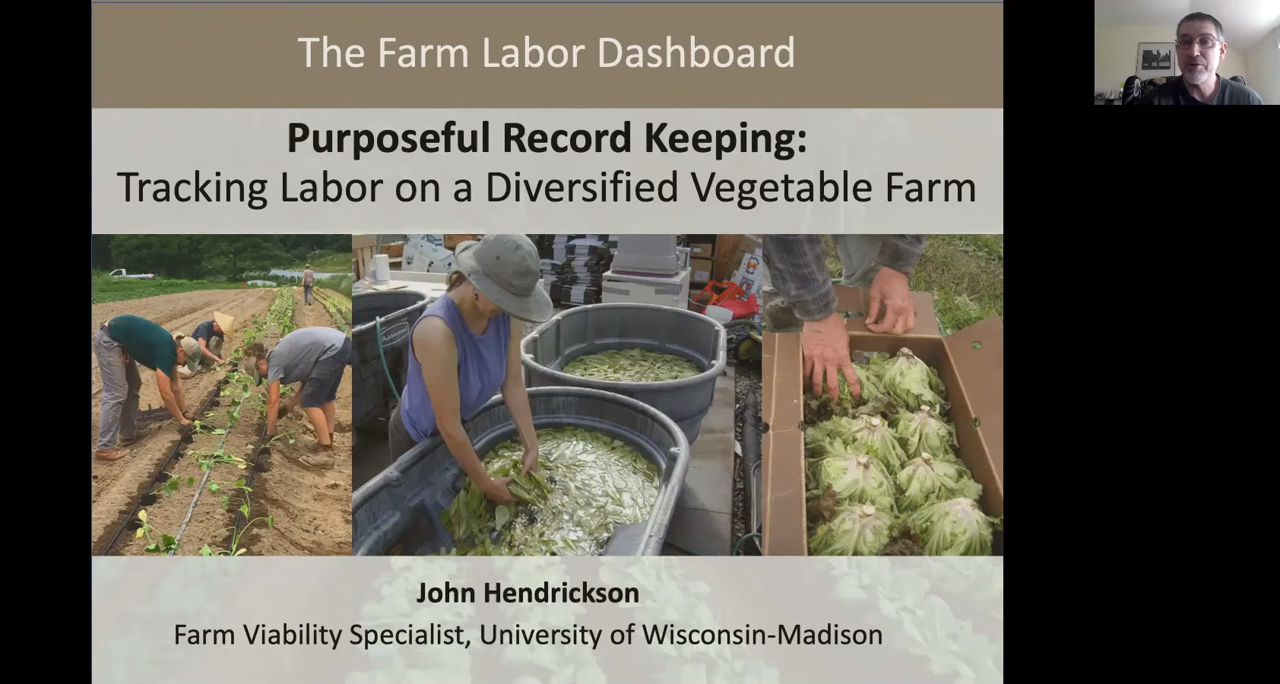 The Farm Labor Dashboard
Purposeful Record Keeping:
Tracking Labor on a Diversified Vegetable Farm
John Hendrickson
Farm Viability Specialist, University of Wisconsin-Madison